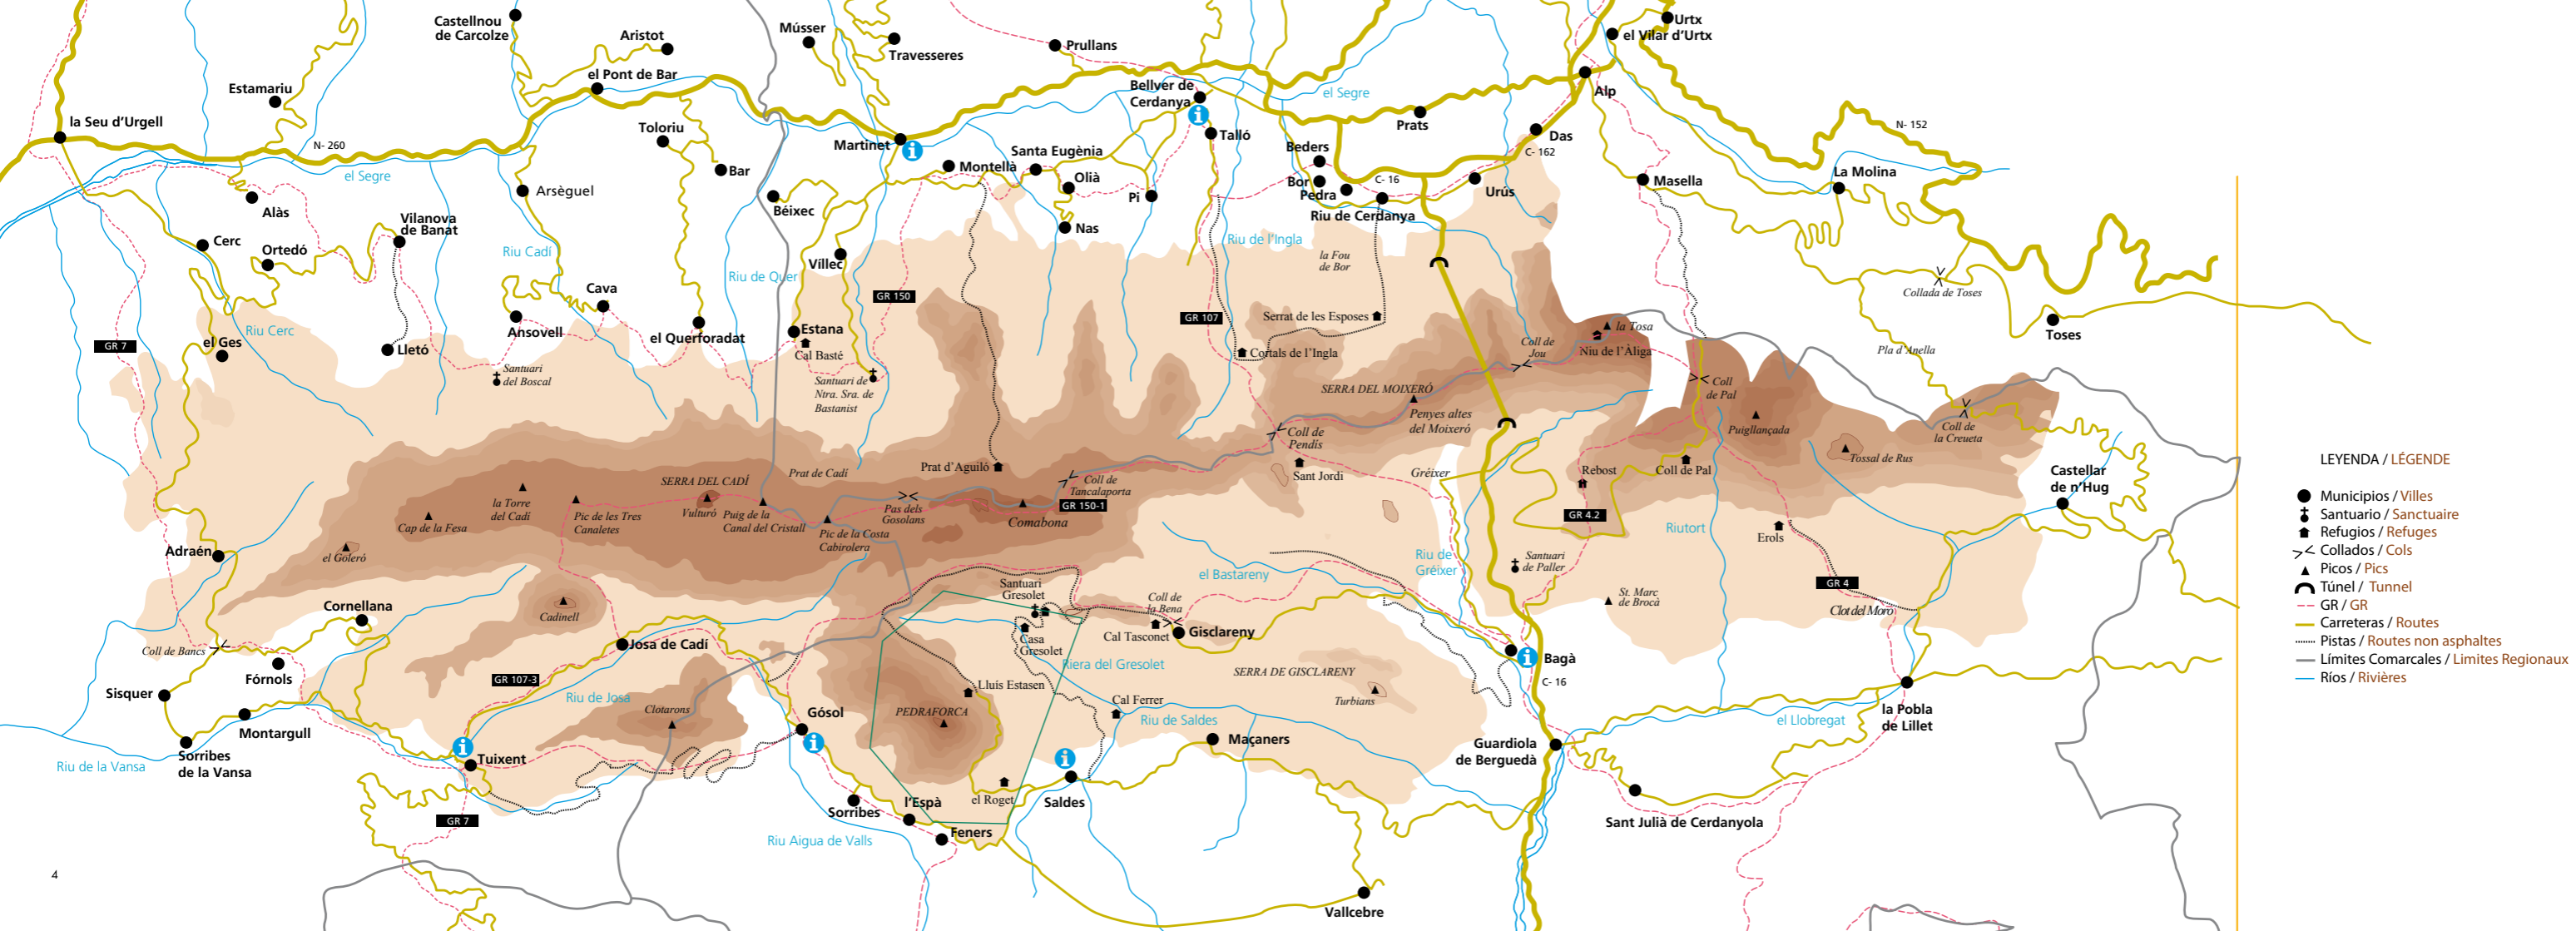 Castellnou
de Carcolze
Aristot
Músser
Travesseres
Prullans
Urtx
el Vilar d’Urtx
Estamariu
el Pont de Bar
Bellver de
Cerdanya
el Segre
Alp
la Seu d’Urgell
N- 260
el Segre
Toloriu
Bar
Martinet
Montellà
Santa Eugènia
Olià
Talló
Pi
Nas
Prats
Das
C- 162
N- 152
Beders
Bor
Pedra
C- 16
Riu de Cerdanya
Urús
Masella
La Molina
Alàs
Arsèguel
Béixec
Cerc
Ortedó
Vilanova
de Banat
Riu Cadí
Víllec
Riu de Quer
Riu de l’Ingla
la Fou
de Bor
Collada de Toses
Toses
Cava
Ansovell
el Querforadat
Estana
Cal Basté
GR 150
GR 107
Serrat de les Esposes
Cortals de l’Ingla
Coll de
Jou
la Tosa
Niu de l’Àliga
Pla d’Anella
GR 7
Riu Cerc
el Ges
Lletó
Santuari
del Boscal
Santuari de
Ntra. Sra. de
Bastanist
SERRA DEL MOIXERÓ
Penyes altes
del Moixeró
Coll
de Pal
Puigllançada
Coll de
la Creueta
Tossal de Rus
Coll de
Pendís
Sant Jordi
Gréixer
Rebost
Coll de Pal
Castellar
de n’Hug
SERRA DEL CADÍ
Prat de Cadí
Prat d’Aguiló
Coll de
Tancalaporta
GR 150-1
la Torre
del Cadí
Cap de la Fesa
Pic de les Tres
Canaletes
Vulturó
Puig de la
Canal del Cristall
Pas dels
Gosolans
Pic de la Costa
Cabirolera
Comabona
GR 4.2
Riutort
Erols
el Goleró
Adraén
Riu de
Gréixer
Santuari
de Paller
St. Marc
de Brocà
GR 4
Clot del Moro
el Bastareny
Santuari
Gresolet
Casa
Gresolet
Coll de
la Bena
Cal Tasconet
Gisclareny
Cadinell
Cornellana
Josa de Cadí
Coll de Bancs
Fórnols
GR 107-3
Riu de Josa
Sisquer
Montargull
Sorribes
de la Vansa
Riu de la Vansa
Tuixent
GR 7
Clotarons
Gósol
PEDRAFORCA
Lluis Estasen
Riera del Gresolet
SERRA DE GISCLARENY
Turbians
Bagà
C- 16
Cal Ferrer
Riu de Saldes
Maçaners
Guardiola
de Berguedà
el Llobregat
la Pobla
de Lillet
Sorribes
l’Espà
el Roget
Saldes
Feners
Riu Aigua de Valls
Sant Julià de Cerdanyola
Vallcebre
4
LEYENDA / LÉGENDE
Municipios / Villes
Santuario / Sanctuaire
Refugios / Refuges
Collados / Cols
Picos / Pics
Túnel / Tunnel
GR / GR
Carreteras / Routes
Pistas / Routes non asphaltes
Límites Comarcales / Limites Regionaux
Ríos / Rivières